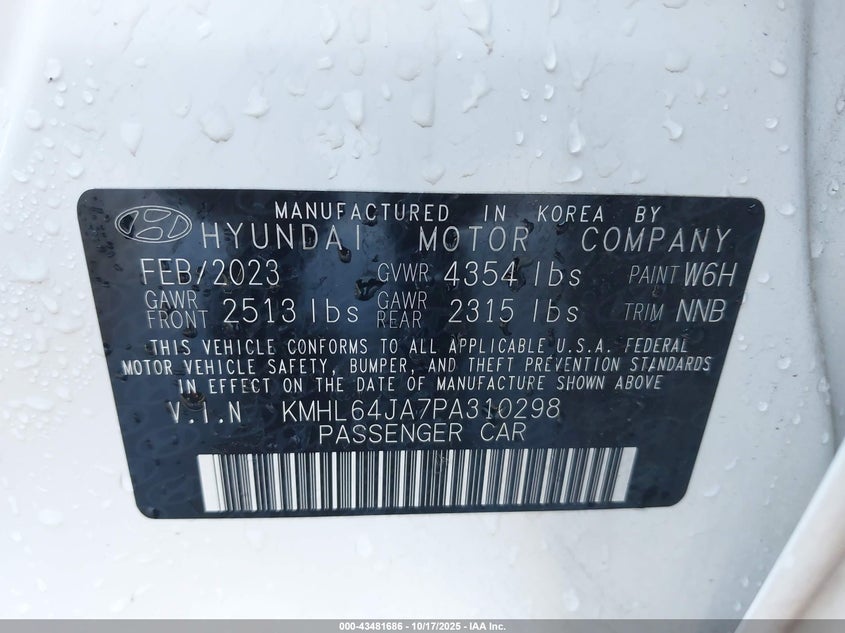 MANUFACTURED IN KOREA BY
HYUNDAI MOTOR COMPANY
FEB/2023 GVWR 4354 lbs PAINT W6H
GAWR FRONT 2513 lbs GAWR REAR 2315 lbs TRIM NNB
THIS VEHICLE CONFORMS TO ALL APPLICABLE U.S.A. FEDERAL
MOTOR VEHICLE SAFETY, BUMPER, AND THEFT PREVENTION STANDARDS
IN EFFECT ON THE DATE OF MANUFACTURE SHOWN ABOVE
V.I.N KMHL64JA7PA310298
PASSENGER CAR
000-43481686 - 10/17/2025 - IAA Inc.